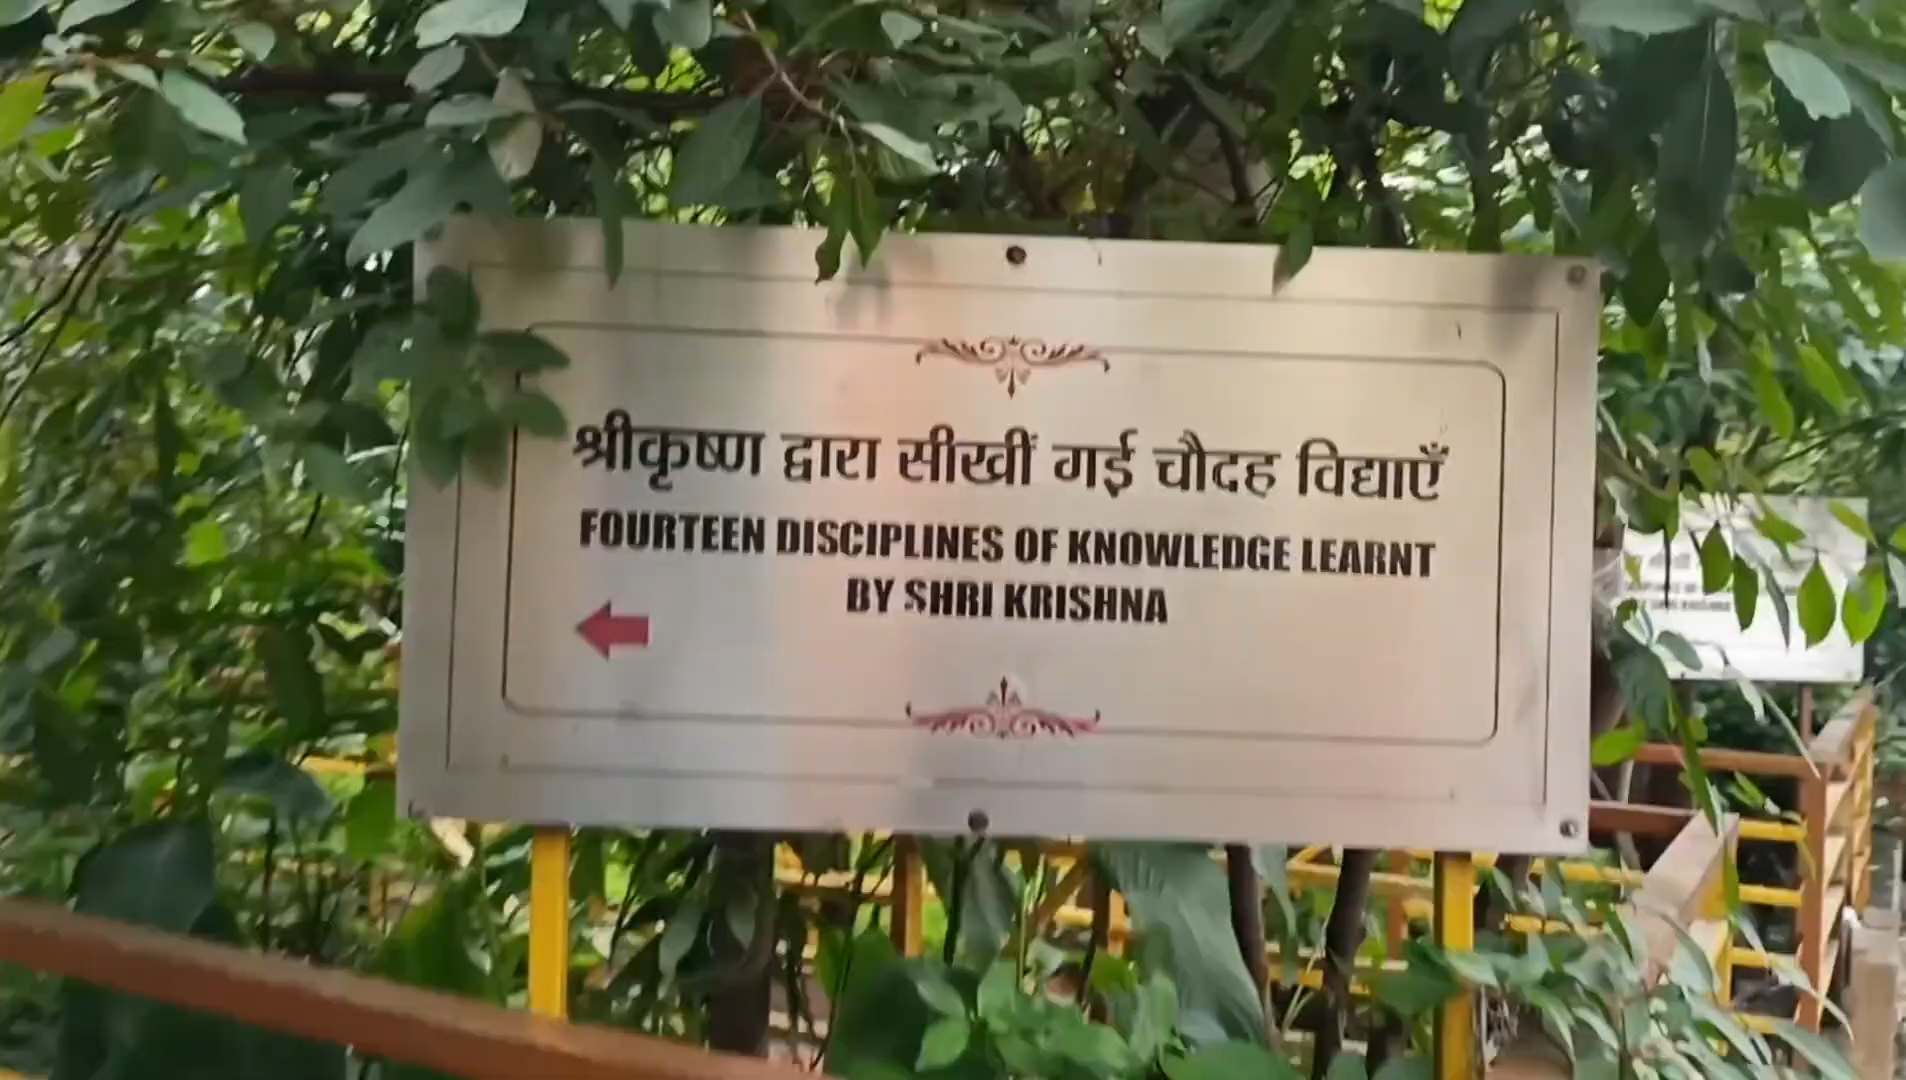 श्रीकृष्ण द्वारा सीखीं गई चौदह विद्याएँ
FOURTEEN DISCIPLINES OF KNOWLEDGE LEARNT
BY SHRI KRISHNA